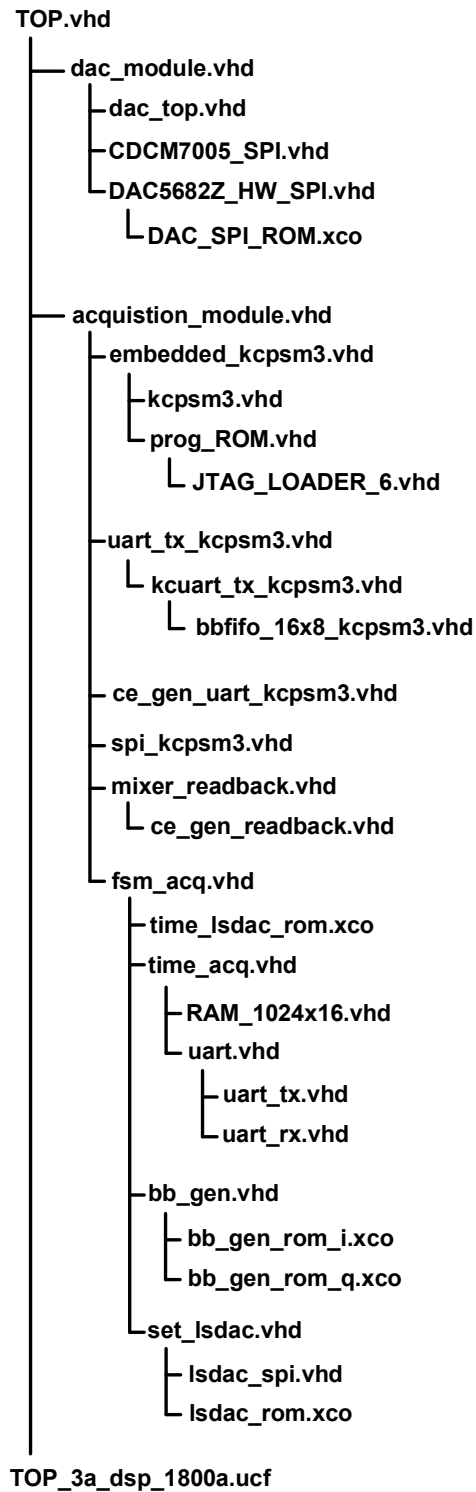 TOP.vhd
dac_module.vhd
dac_top.vhd
CDCM7005_SPI.vhd
DAC5682Z_HW_SPI.vhd
DAC_SPI_ROM.xco
acquistion_module.vhd
embedded_kcpsm3.vhd
kcpsm3.vhd
prog_ROM.vhd
JTAG_LOADER_6.vhd
uart_tx_kcpsm3.vhd
kcuart_tx_kcpsm3.vhd
bbfifo_16x8_kcpsm3.vhd
ce_gen_uart_kcpsm3.vhd
spi_kcpsm3.vhd
mixer_readback.vhd
ce_gen_readback.vhd
fsm_acq.vhd
time_lsdac_rom.xco
time_acq.vhd
RAM_1024x16.vhd
uart.vhd
uart_tx.vhd
uart_rx.vhd
bb_gen.vhd
bb_gen_rom_i.xco
bb_gen_rom_q.xco
set_lsdac.vhd
lsdac_spi.vhd
lsdac_rom.xco
TOP_3a_dsp_1800a.ucf